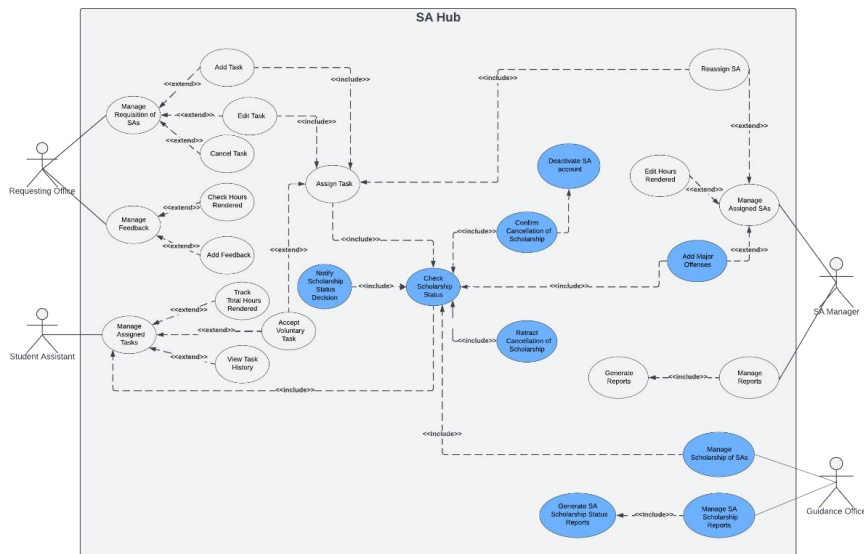 SA Hub
Add Task
<<extend>>
<<include>>
Reassign SA
Manage
Requisition of
SAs
<<extend>>
Edit Task
<<include>>
<<extend>>
Cancel Task
Requesting Office
Assign Task
Deactivate SA
account
<<extend>>
Edit Hours
Rendered
<<extend>>
Manage
Assigned SAs
Check Hours
Rendered
<<extend>>
Manage
Feedback
<<extend>>
Add Feedback
<<extend>>
<<include>>
<<include>>
Confirm
Cancellation of
Scholarship
<<include>>
Add Major
Offenses
<<extend>>
Notify
Scholarship
Status
Decision
<<include>
Check
Scholarship
Status
<<include>>
SA Manager
Track
Total Hours
Rendered
<<extend>>
Student Assistant
Manage
Assigned
Tasks
<<extend>>
Accept
Voluntary
Task
<<include>>
Retract
Cancellation of
Scholarship
<<extend>>
View Task
History
<<include>>
Generate
Reports
<<include>>
Manage
Reports
<<include>>
Manage
Scholarship of SAs
Generate SA
Scholarship Status
Reports
<<include>>
Manage SA
Scholarship
Reports
Guidance Office